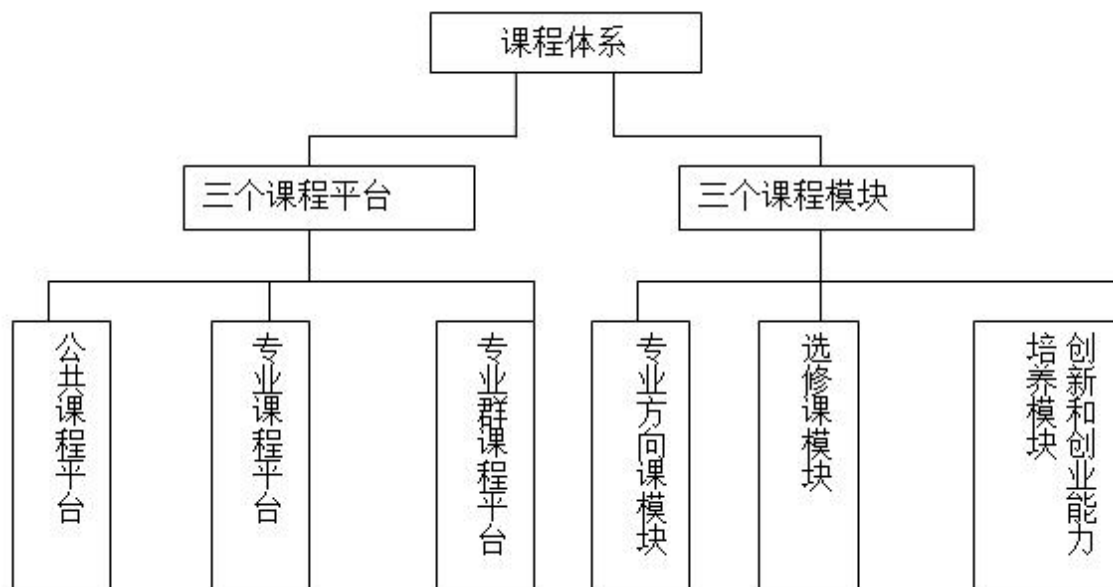 课程体系
三个课程平台
三个课程模块
公共课程平台
专业课程平台
专业群课程平台
专业方向课模块
选修课模块
创新和创业能力
培养模块